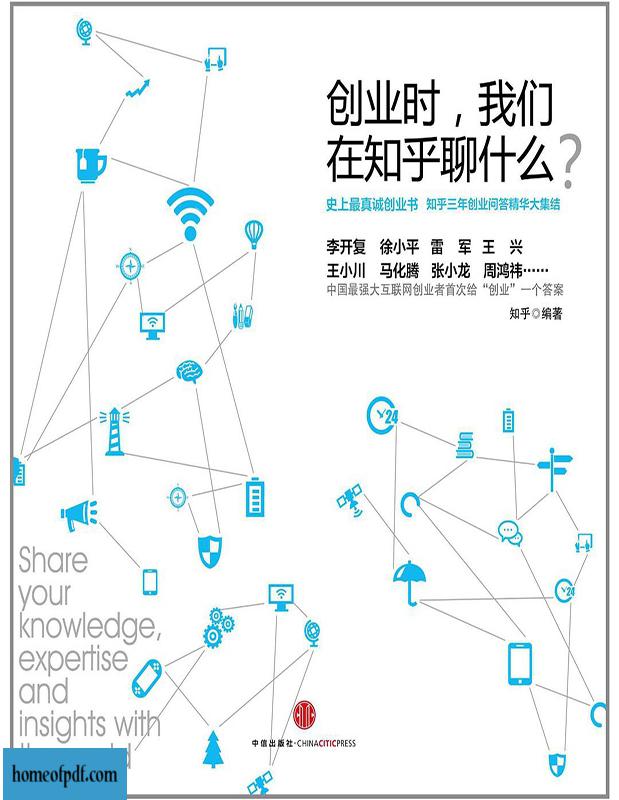 创业时，我们
在知乎聊什么？
史上最真诚创业书 知乎三年创业问答精华大集结
李开复 徐小平 雷 军 王 兴
王小川 马化腾 张小龙 周鸿祎……
中国最强大互联网创业者首次给“创业”一个答案
知乎◎编著
24
24
Share
your
knowledge,
expertise
and
insights with
中信出版社·CHINACITICPRESS
homeofpdf.com